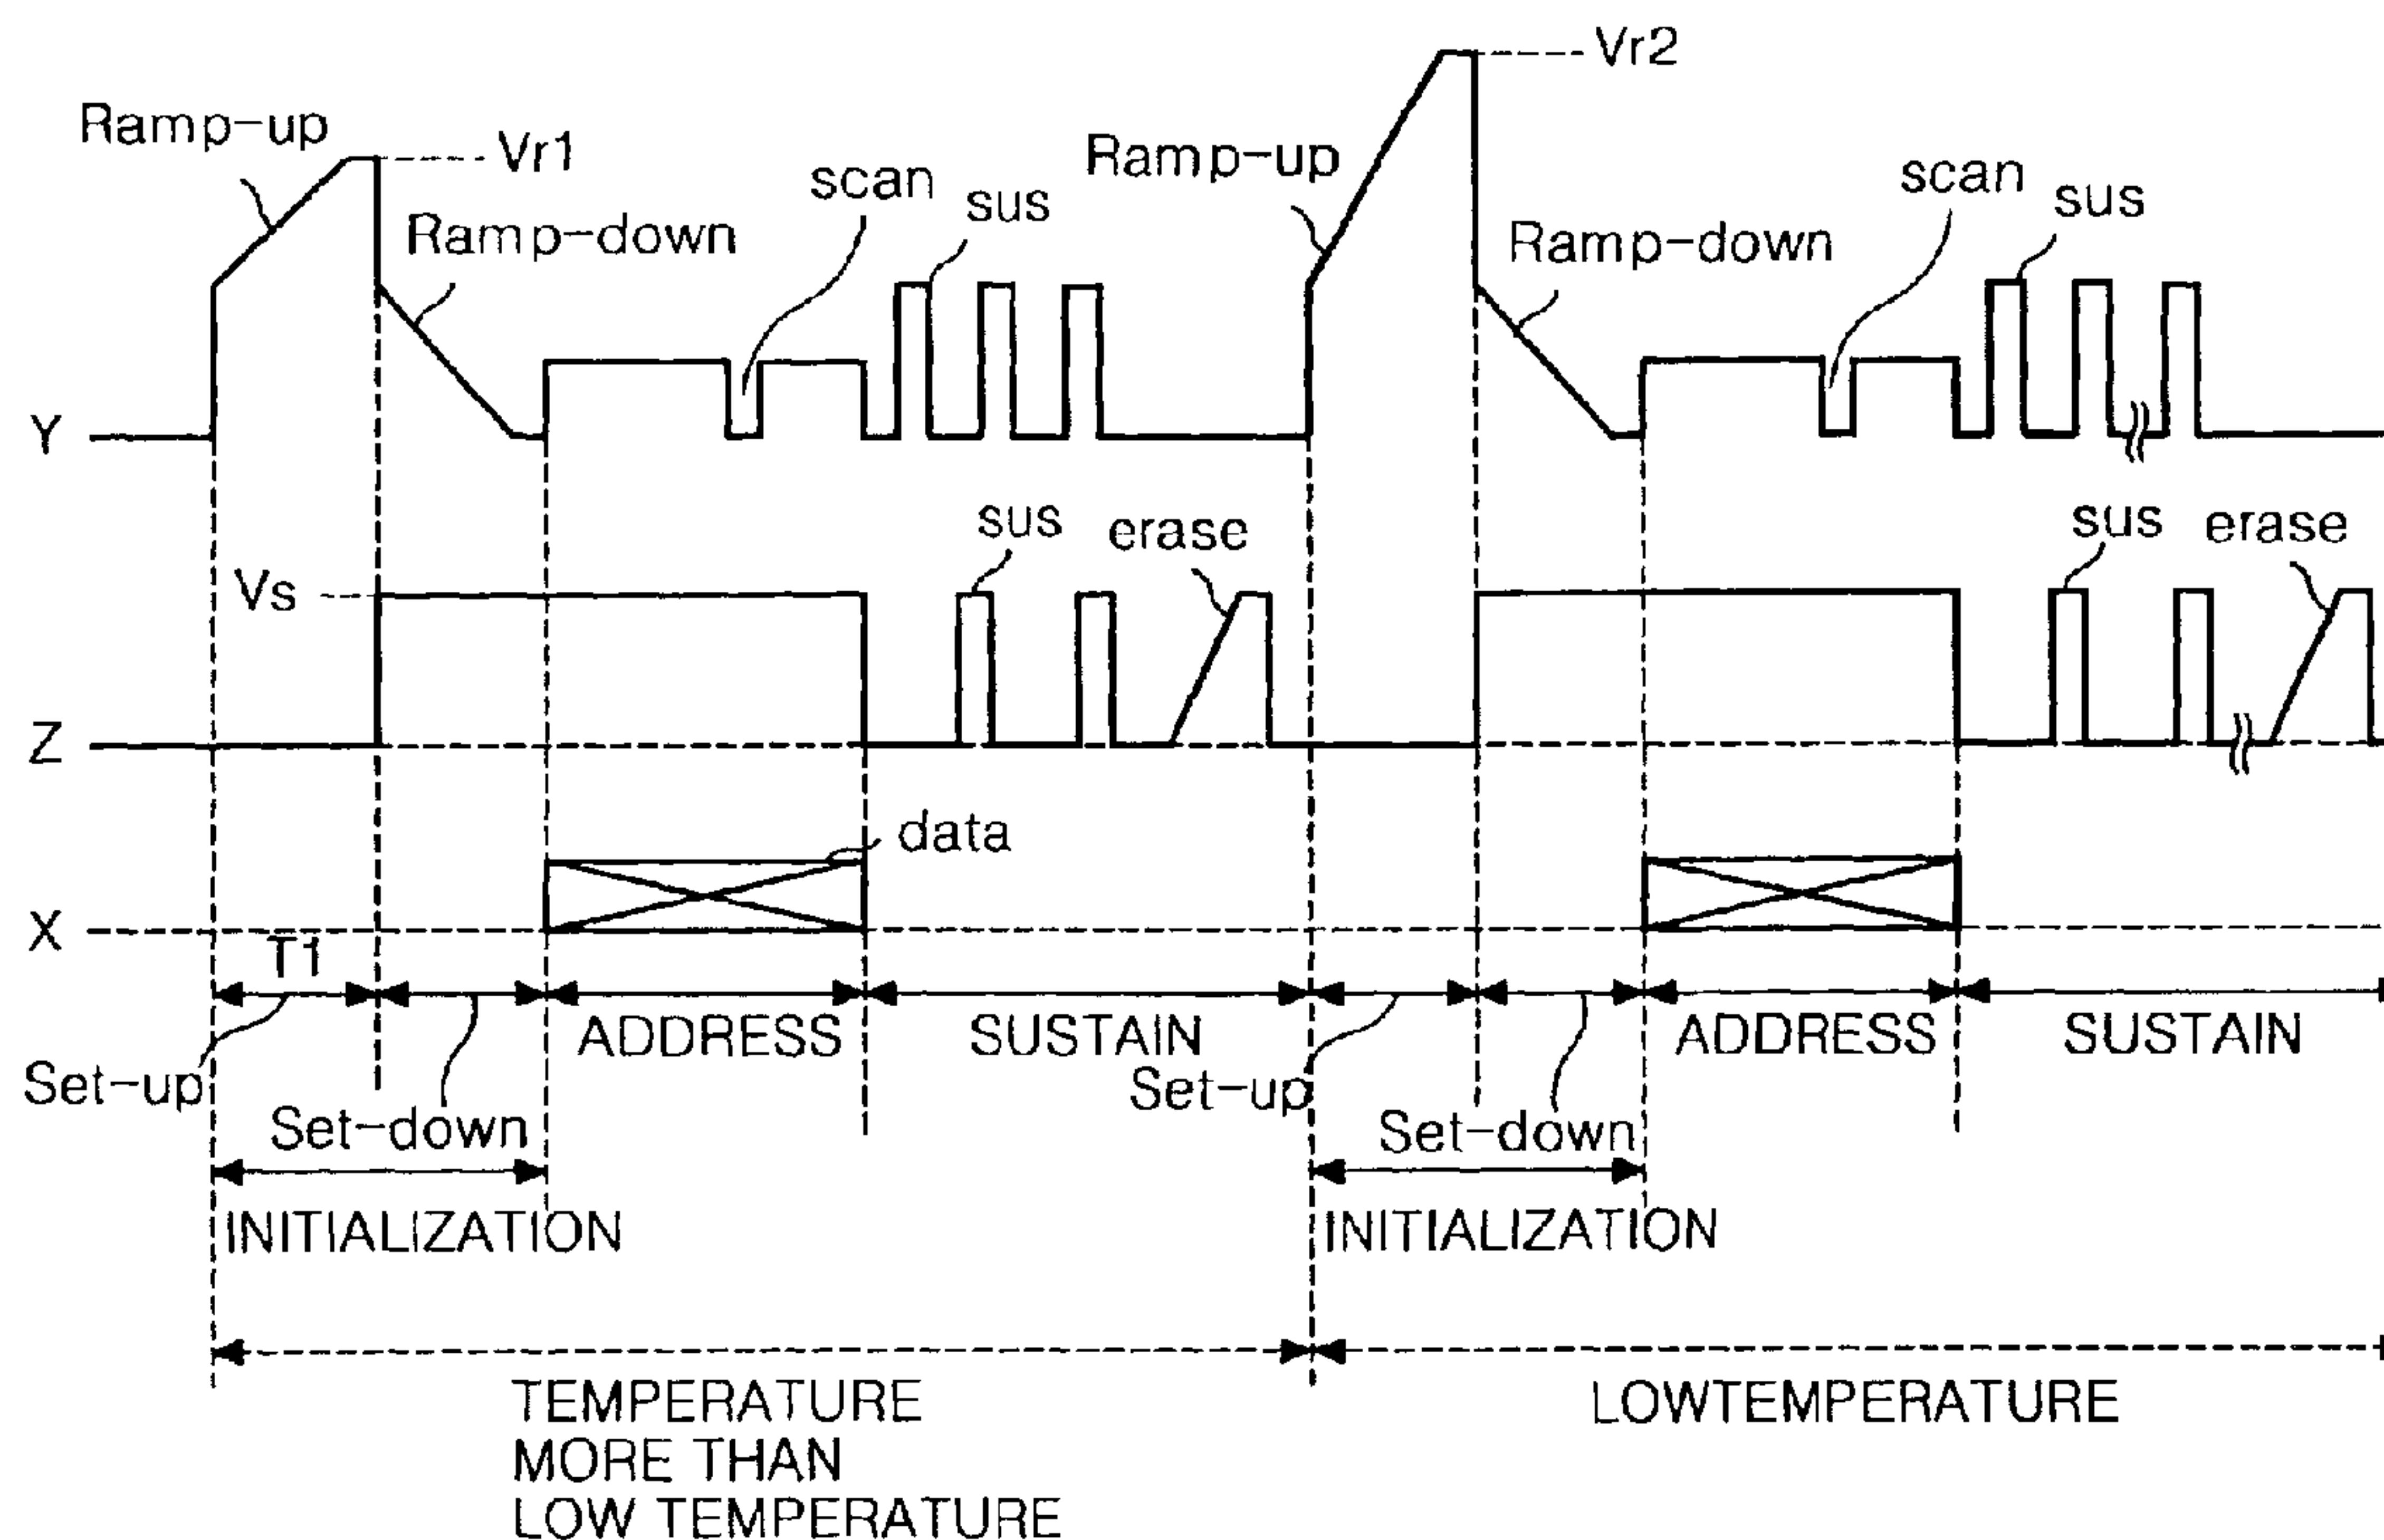 Vr2
Ramp-up
Vr1
Ramp-up
scan
sus
scan
sus
Ramp-down
Ramp-down
Y
sus
erase
sus
erase
Vs
Z
data
X
T1
ADDRESS
SUSTAIN
ADDRESS
SUSTAIN
Set-up
Set-up
Set-down
Set-down
INITIALIZATION
INITIALIZATION
TEMPERATURE
MORE THAN
LOW TEMPERATURE
LOWTEMPERATURE